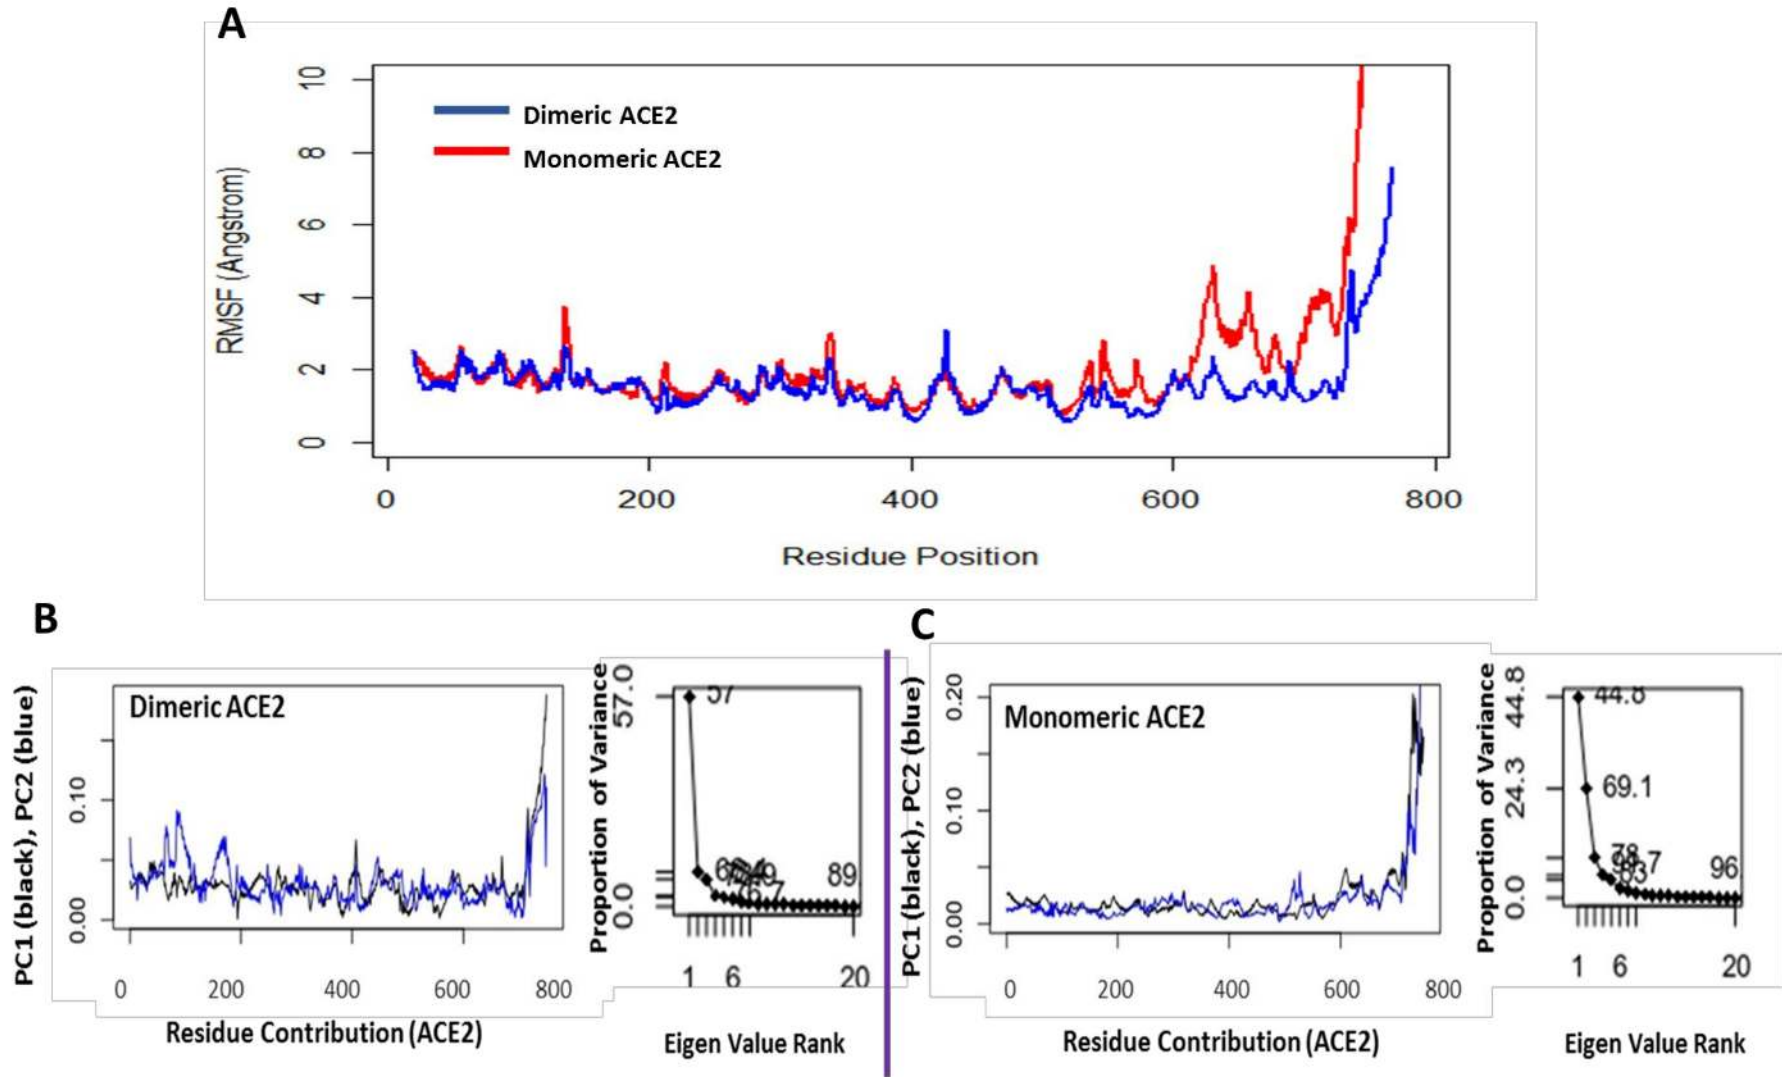 A
10
8
6
4
2
0
RMSF (Angstrom)
Dimeric ACE2
Monomeric ACE2
0 200 400 600 800
Residue Position
B
PC1 (black), PC2 (blue)
0.10
0.00
Dimeric ACE2
0 200 400 600 800
Residue Contribution (ACE2)
Proportion of Variance
57.0
0.0
57
89
1 6 20
Eigen Value Rank
C
PC1 (black), PC2 (blue)
0.20
0.10
0.00
Monomeric ACE2
0 200 400 600 800
Residue Contribution (ACE2)
Proportion of Variance
44.8
24.3
0.0
44.8
69.1
96.
1 6 20
Eigen Value Rank